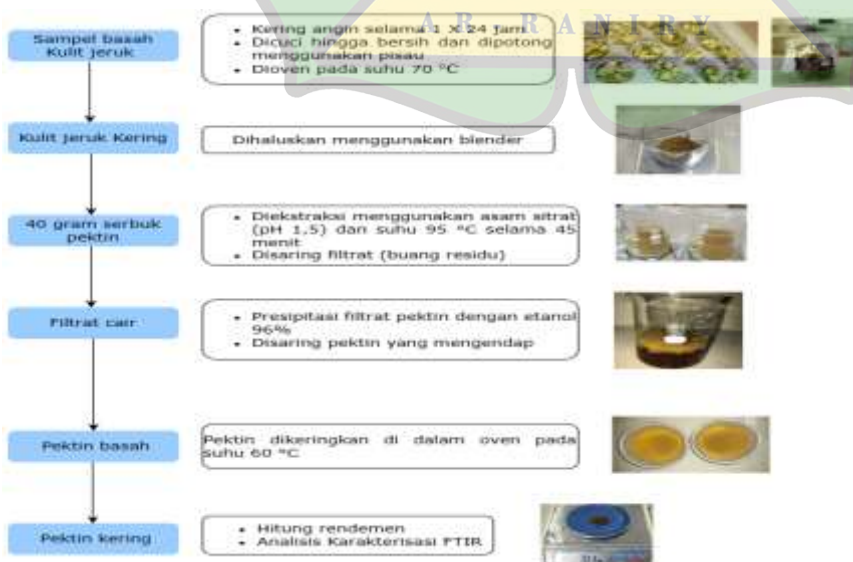 AR-RANIRY
Sampel basah
Kulit jeruk
• Kering angin selama 1 X 24 jam
• Dicuci hingga bersih dan dipotong
menggunakan pisau
• Dioven pada suhu 70 °C
Kulit Jeruk Kering
Dihaluskan menggunakan blender
40 gram serbuk
pektin
• Diekstraksi menggunakan asam sitrat
(pH 1,5) dan suhu 95 °C selama 45
menit
• Disaring filtrat (buang residu)
Filtrat cair
• Presipitasi filtrat pektin dengan etanol
96%
• Disaring pektin yang mengendap
Pektin basah
Pektin dikeringkan di dalam oven pada
suhu 60 °C
Pektin kering
• Hitung rendemen
• Analisis Karakterisasi FTIR